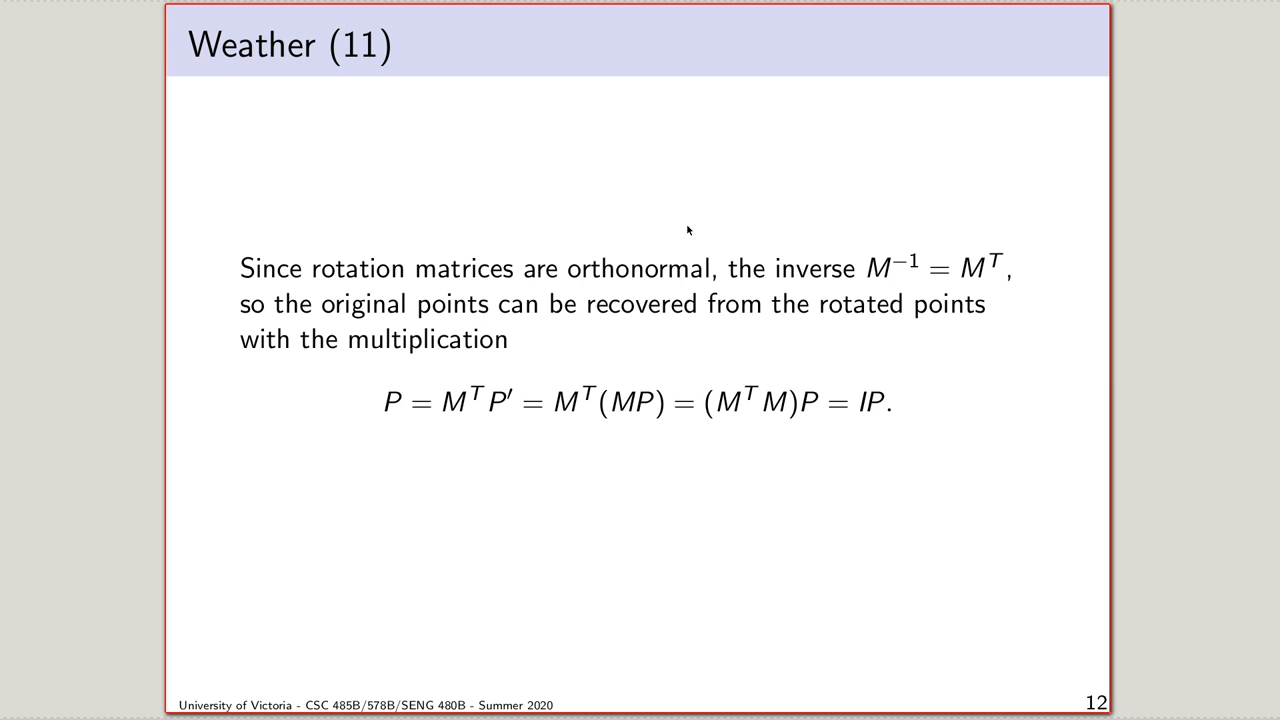 Weather (11)
Since rotation matrices are orthonormal, the inverse M⁻¹ = Mᵀ,
so the original points can be recovered from the rotated points
with the multiplication
P = MᵀP′ = Mᵀ(MP) = (MᵀM)P = IP.
University of Victoria - CSC 485B/578B/SENG 480B - Summer 2020
12